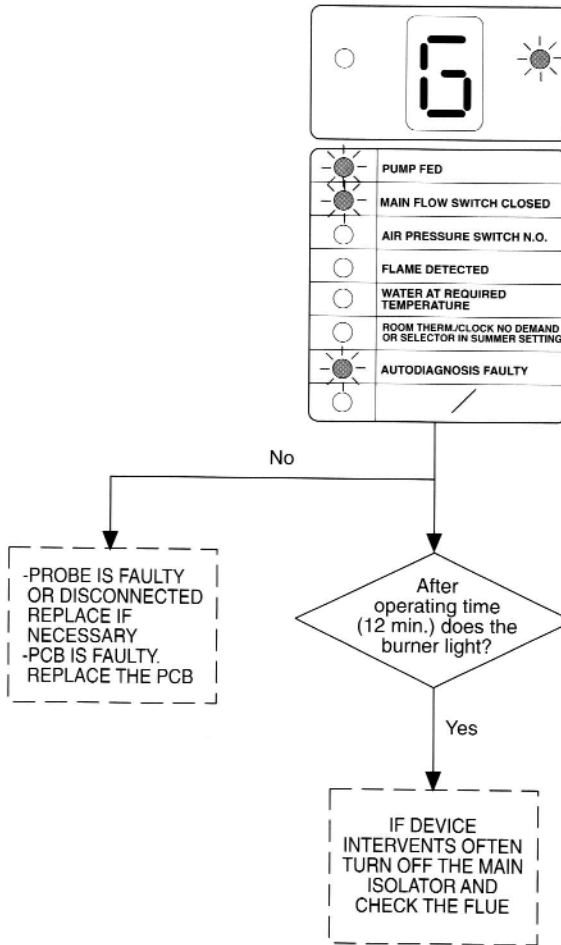 6
PUMP FED
MAIN FLOW SWITCH CLOSED
AIR PRESSURE SWITCH N.O.
FLAME DETECTED
WATER AT REQUIRED
TEMPERATURE
ROOM THERM./CLOCK NO DEMAND
OR SELECTOR IN SUMMER SETTING
AUTODIAGNOSIS FAULTY
/
No
-PROBE IS FAULTY
OR DISCONNECTED
REPLACE IF
NECESSARY
-PCB IS FAULTY.
REPLACE THE PCB
After
operating time
(12 min.) does the
burner light?
Yes
IF DEVICE
INTERVENTS OFTEN
TURN OFF THE MAIN
ISOLATOR AND
CHECK THE FLUE